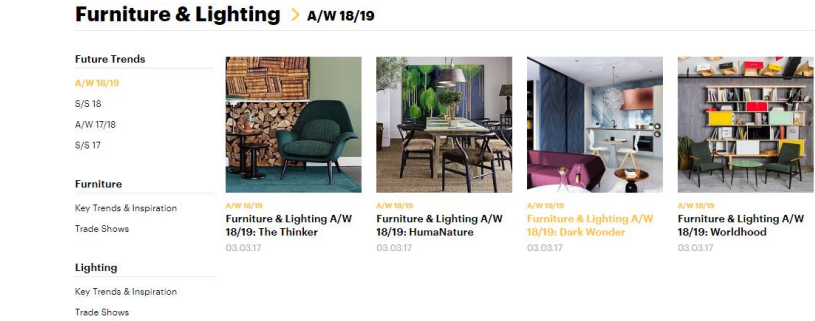 Furniture & Lighting > A/W 18/19
Future Trends
A/W 18/19
S/S 18
A/W 17/18
S/S 17
Furniture
Key Trends & Inspiration
Trade Shows
Lighting
Key Trends & Inspiration
Trade Shows
A/W 18/19
Furniture & Lighting A/W
18/19: The Thinker
03.03.17
A/W 18/19
Furniture & Lighting A/W
18/19: HumaNature
03.03.17
A/W 18/19
Furniture & Lighting A/W
18/19: Dark Wonder
03.03.17
A/W 18/19
Furniture & Lighting A/W
18/19: Worldhood
03.03.17